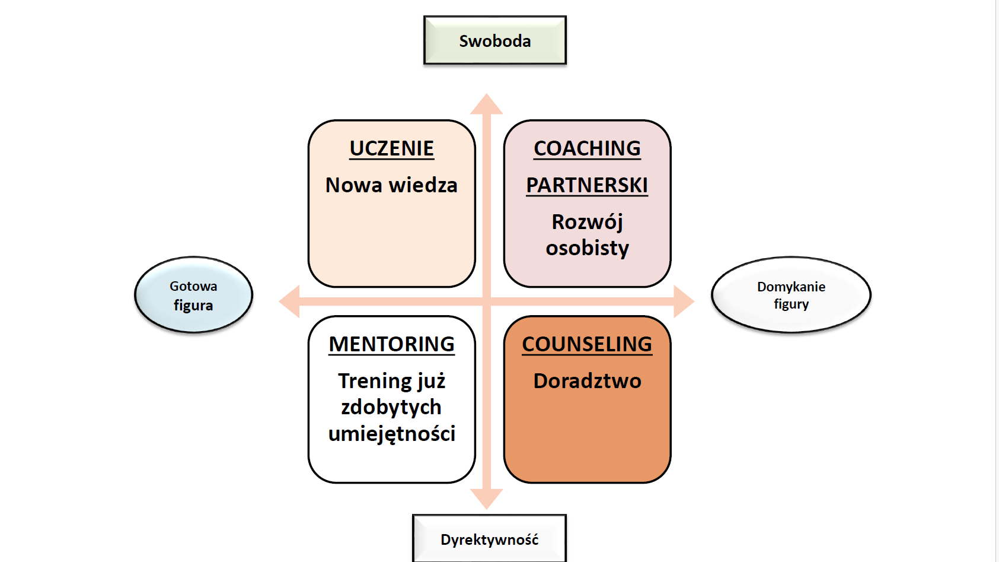 Swoboda
UCZENIE
Nowa wiedza
COACHING
PARTNERSKI
Rozwój
osobisty
Gotowa
figura
Domykanie
figury
MENTORING
Trening już
zdobytych
umiejętności
COUNSELING
Doradztwo
Dyrektywność